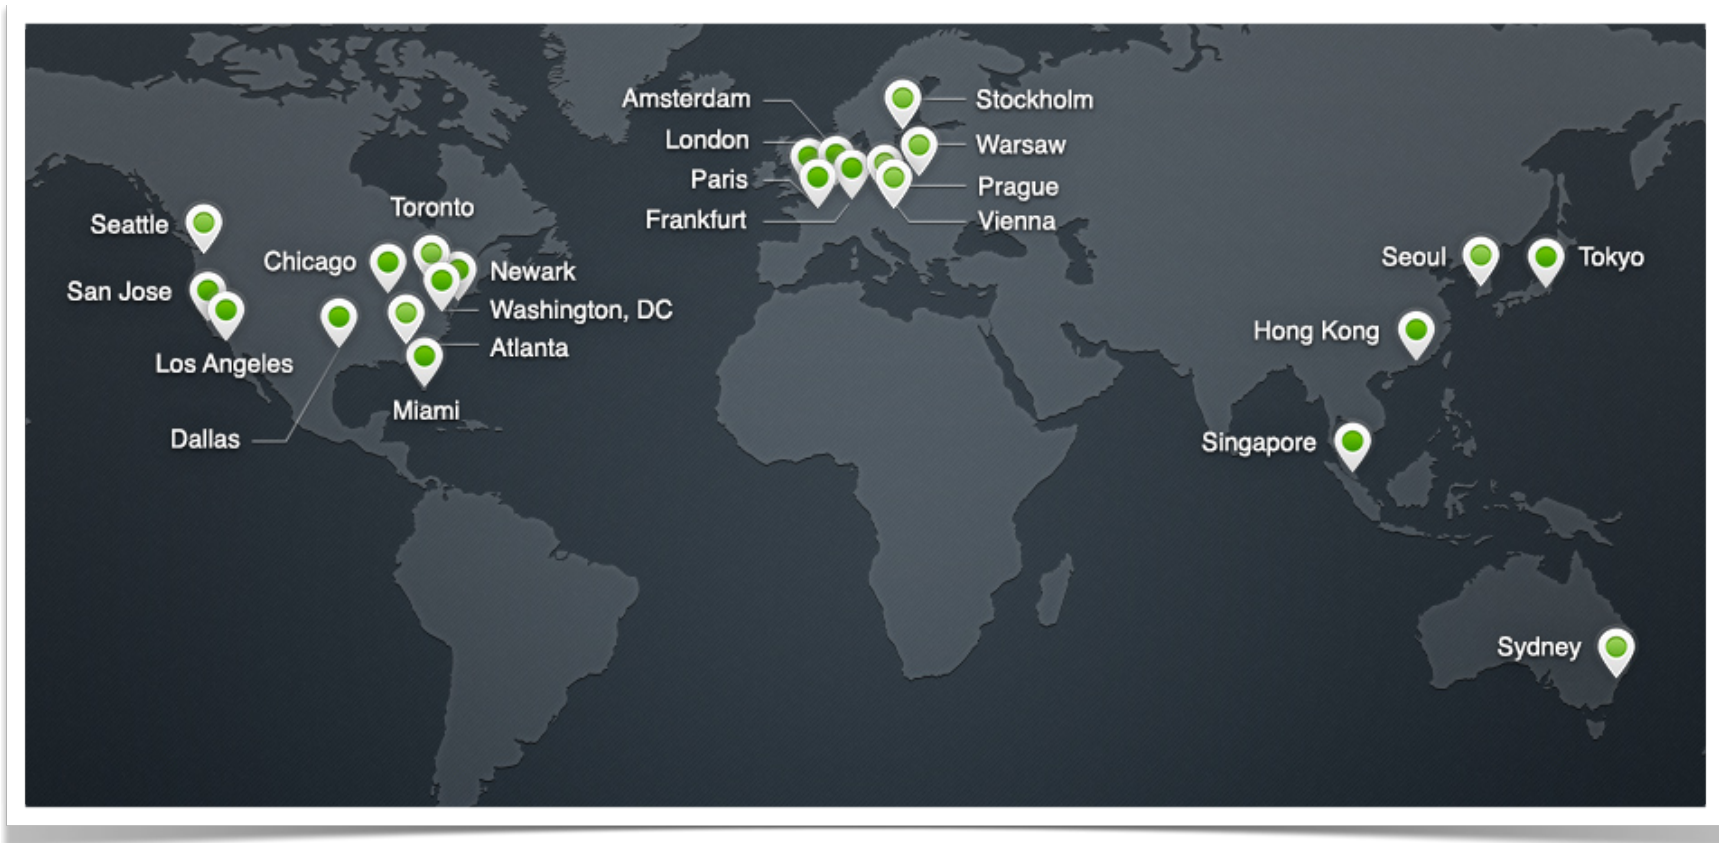 Amsterdam
Stockholm
London
Warsaw
Paris
Prague
Frankfurt
Vienna
Toronto
Seattle
Chicago
Newark
San Jose
Washington, DC
Atlanta
Los Angeles
Miami
Dallas
Seoul
Tokyo
Hong Kong
Singapore
Sydney